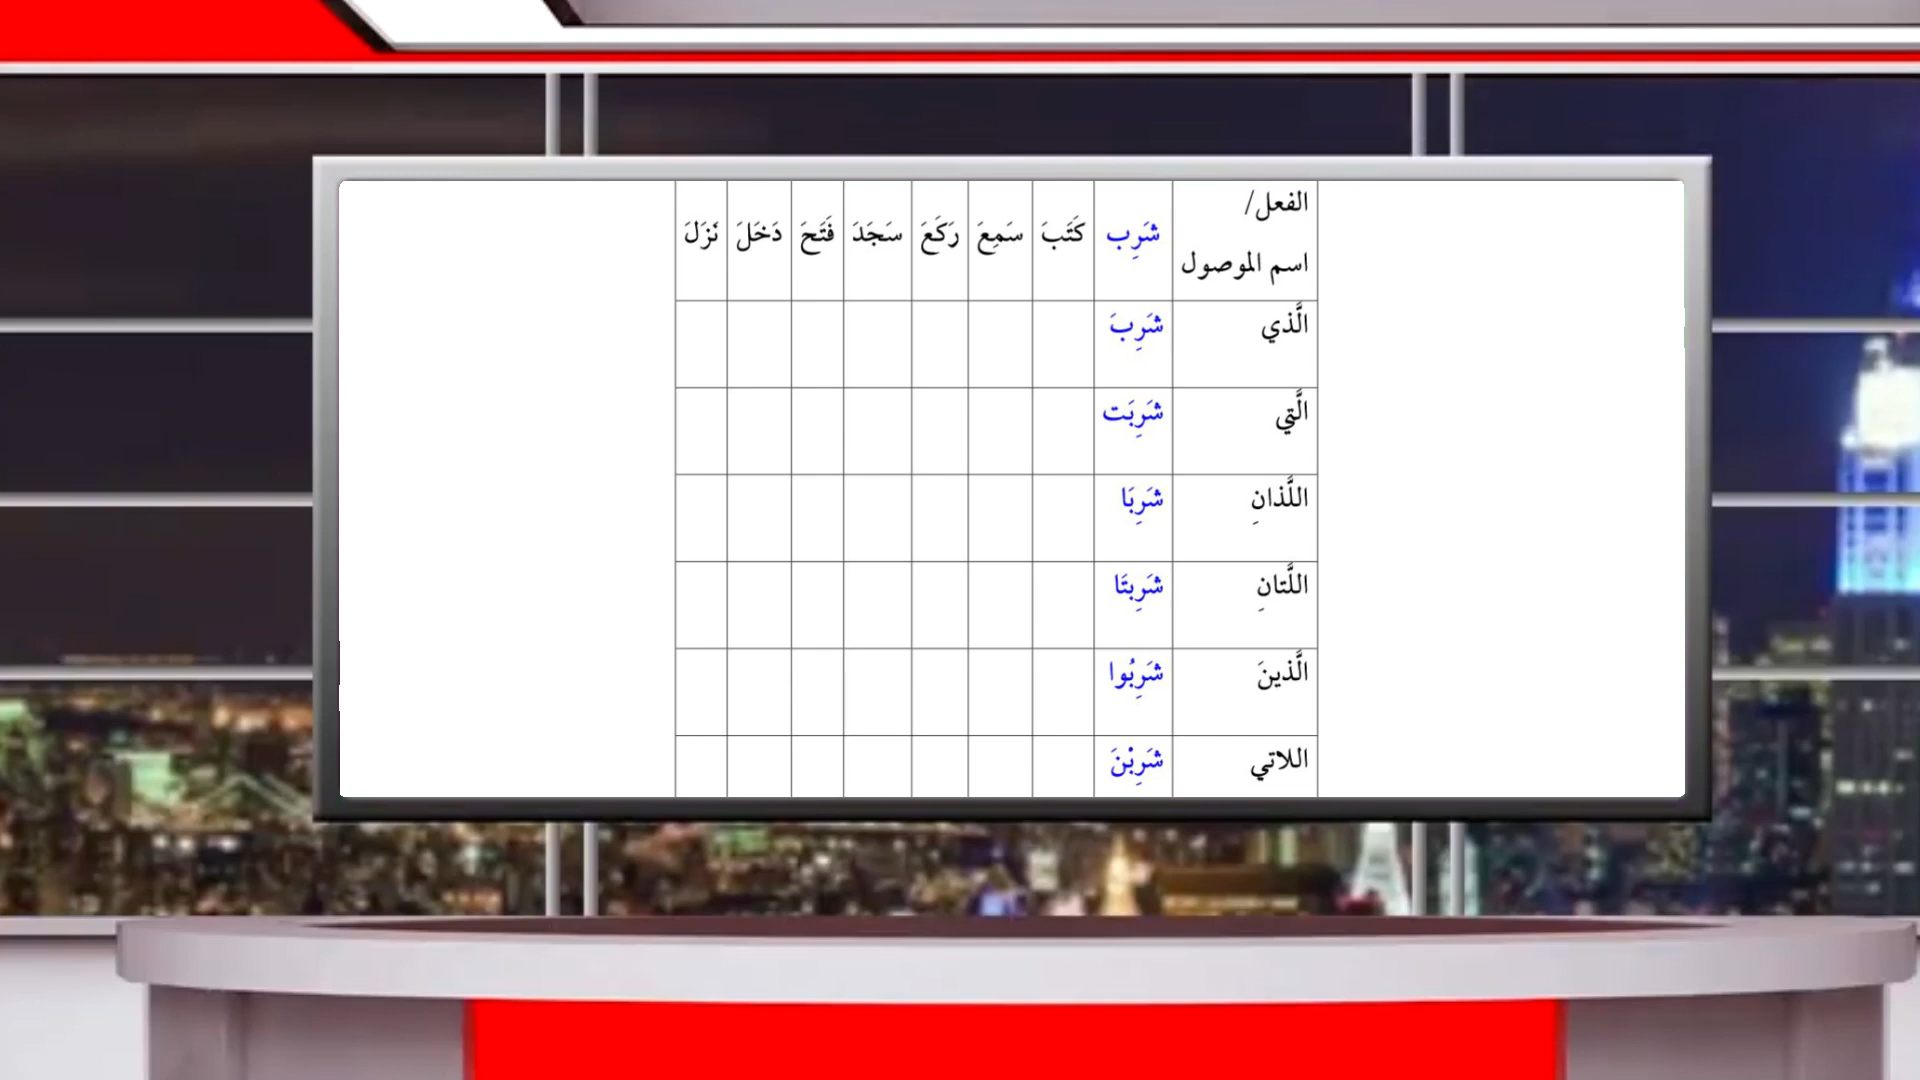 الفعل/
اسم الموصول شَرِب كَتَبَ سَمِعَ رَكَعَ سَجَدَ فَتَحَ دَخَلَ نَزَلَ
الَّذي شَرِبَ
الَّتي شَرِبَت
اللَّذانِ شَرِبَا
اللَّتانِ شَرِبتَا
الَّذينَ شَرِبُوا
اللاتي شَرِبْنَ